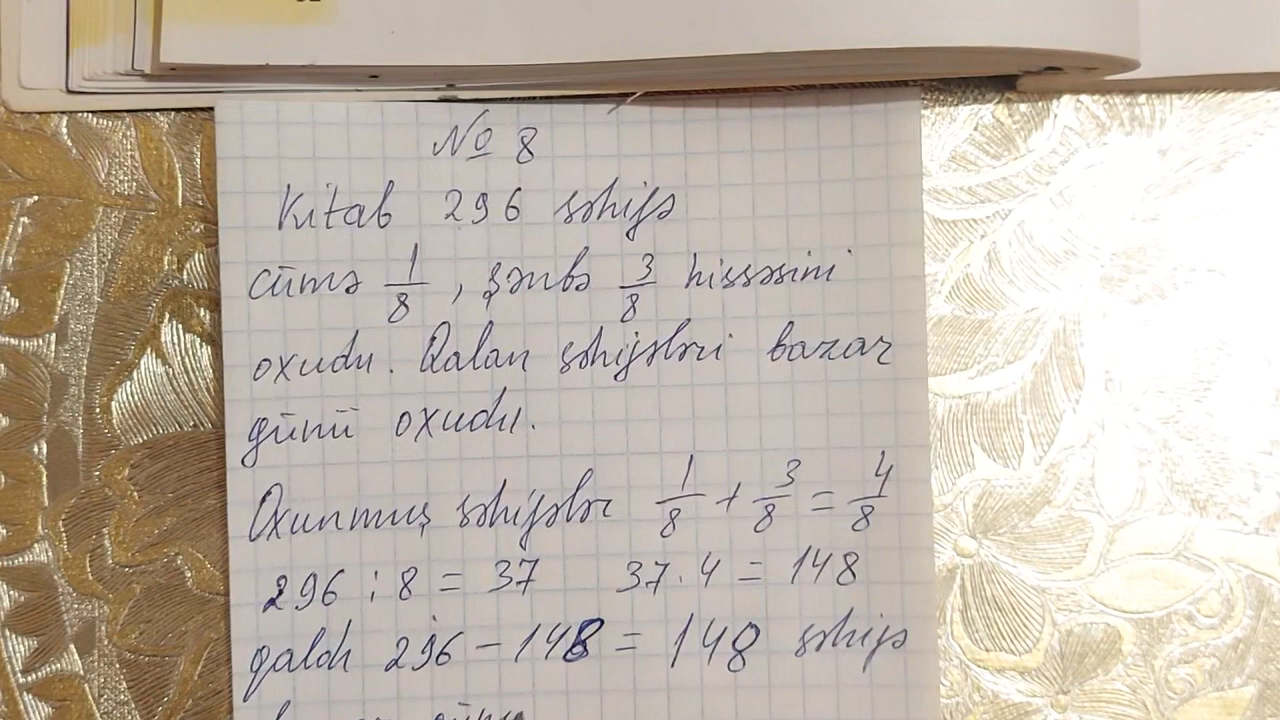 № 8
Kitab 296 səhifə
cümə 1/8, şənbə 3/8 hissəsini
oxudu. Qalan səhifələri bazar
günü oxudu.
Oxunmuş səhifələr 1/8 + 3/8 = 4/8
296 : 8 = 37 37 · 4 = 148
qaldı 296 - 148 = 148 səhifə